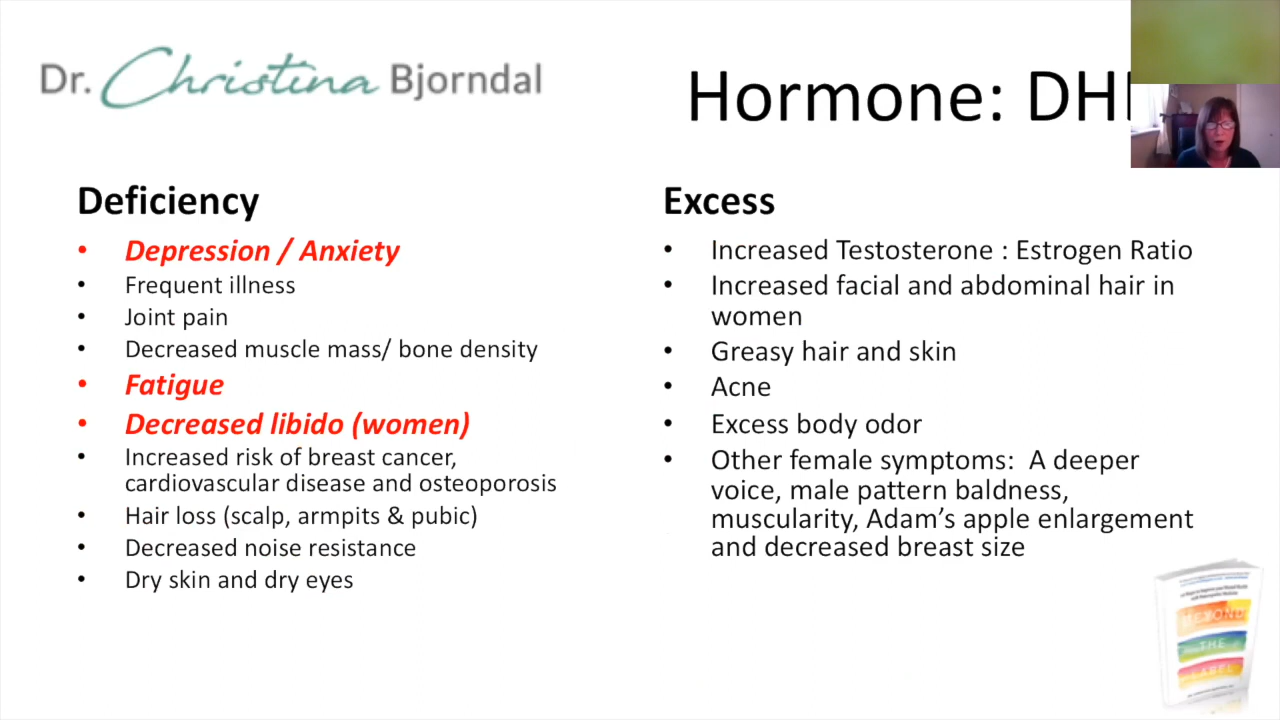 Dr. Christina Bjorndal
Hormone:
Deficiency
• Depression / Anxiety
• Frequent illness
• Joint pain
• Decreased muscle mass/ bone density
• Fatigue
• Decreased libido (women)
• Increased risk of breast cancer,
cardiovascular disease and osteoporosis
• Hair loss (scalp, armpits & pubic)
• Decreased noise resistance
• Dry skin and dry eyes
Excess
• Increased Testosterone : Estrogen Ratio
• Increased facial and abdominal hair in
women
• Greasy hair and skin
• Acne
• Excess body odor
• Other female symptoms: A deeper
voice, male pattern baldness,
muscularity, Adam’s apple enlargement
and decreased breast size
BEYOND
THE
LABEL